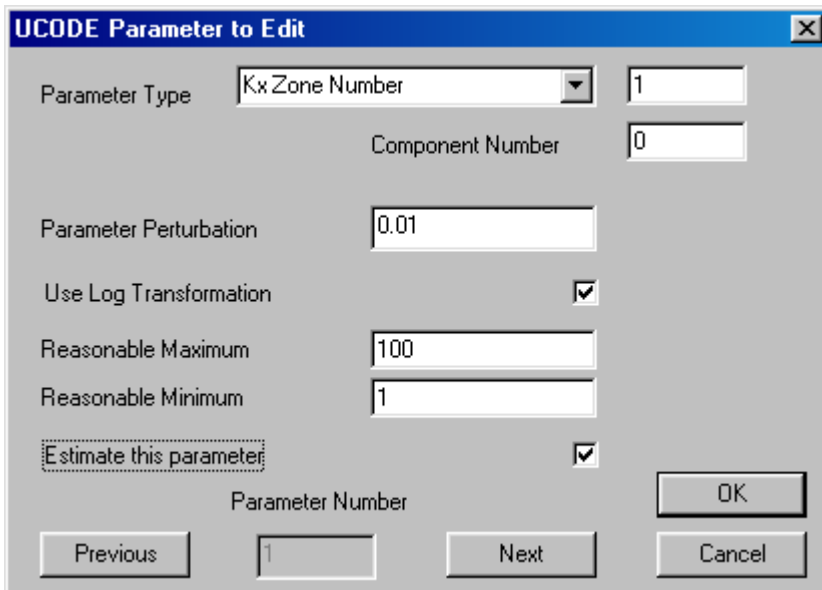 UCODE Parameter to Edit
Parameter Type Kx Zone Number 1
Component Number 0
Parameter Perturbation 0.01
Use Log Transformation
Reasonable Maximum 100
Reasonable Minimum 1
Estimate this parameter
OK
Parameter Number
Previous 1 Next Cancel